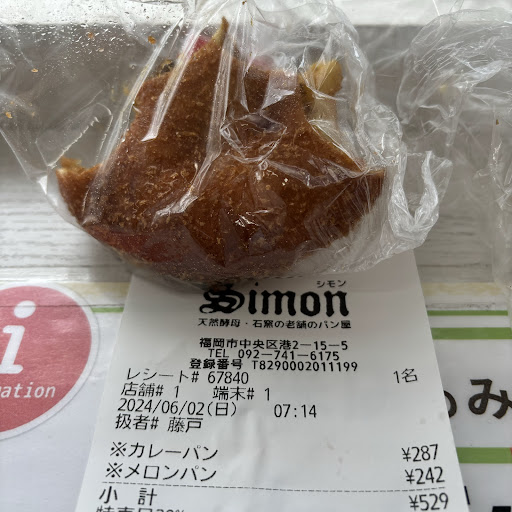 シモン
Simon
天然酵母・石窯の老舗のパン屋
福岡市中央区港2-15-5
TEL 092-741-6175
登録番号 T8290002011199
レシート# 67840 1名
店舗# 1 端末# 1
2024/06/02(日) 07:14
扱者# 藤戸
※カレーパン ¥287
※メロンパン ¥242
小 計 ¥529
i
ation
み